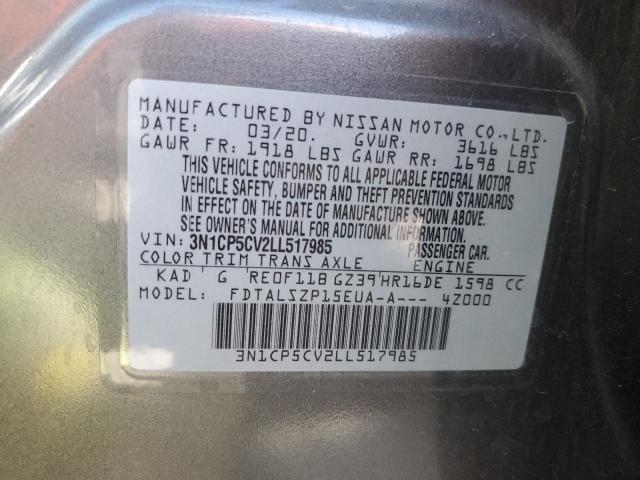 MANUFACTURED BY NISSAN MOTOR CO.,LTD.
DATE: 03/20. GVWR: 3616 LBS
GAWR FR: 1918 LBS GAWR RR: 1698 LBS
THIS VEHICLE CONFORMS TO ALL APPLICABLE FEDERAL MOTOR
VEHICLE SAFETY, BUMPER AND THEFT PREVENTION STANDARDS
IN EFFECT ON THE DATE OF MANUFACTURE SHOWN ABOVE.
SEE OWNER'S MANUAL FOR MORE INFORMATION.
VIN: 3N1CP5CV2LL517985 PASSENGER CAR.
COLOR TRIM TRANS AXLE ENGINE
KAD G RE0F11B GZ39 HR16DE 1598 CC
MODEL: FDTALSZP15EUA-A--- 4Z000
3N1CP5CV2LL517985